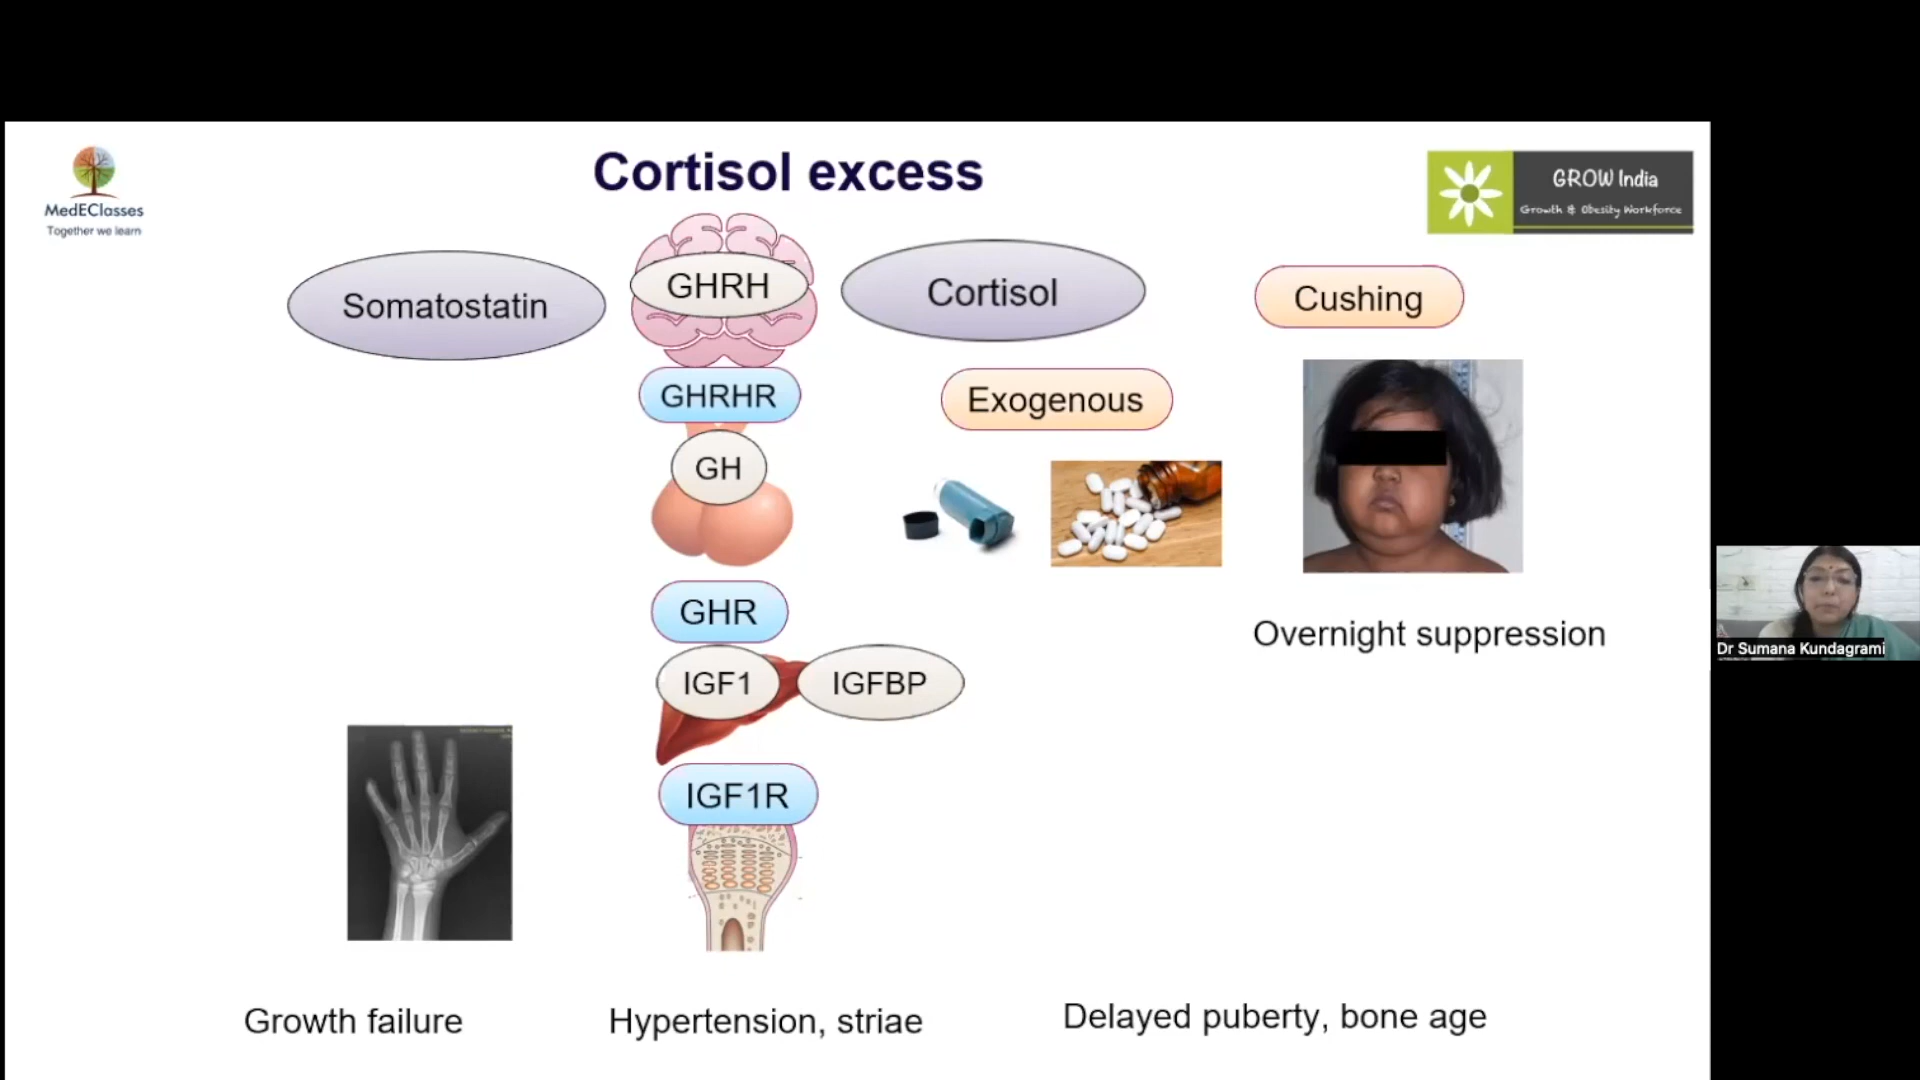 Cortisol excess
MedEClasses
Together we learn
GROW India
Growth & Obesity Workforce
Somatostatin
GHRH
Cortisol
Cushing
GHRHR
Exogenous
GH
GHR
Overnight suppression
IGF1
IGFBP
Dr Sumana Kundagrami
IGF1R
Growth failure
Hypertension, striae
Delayed puberty, bone age